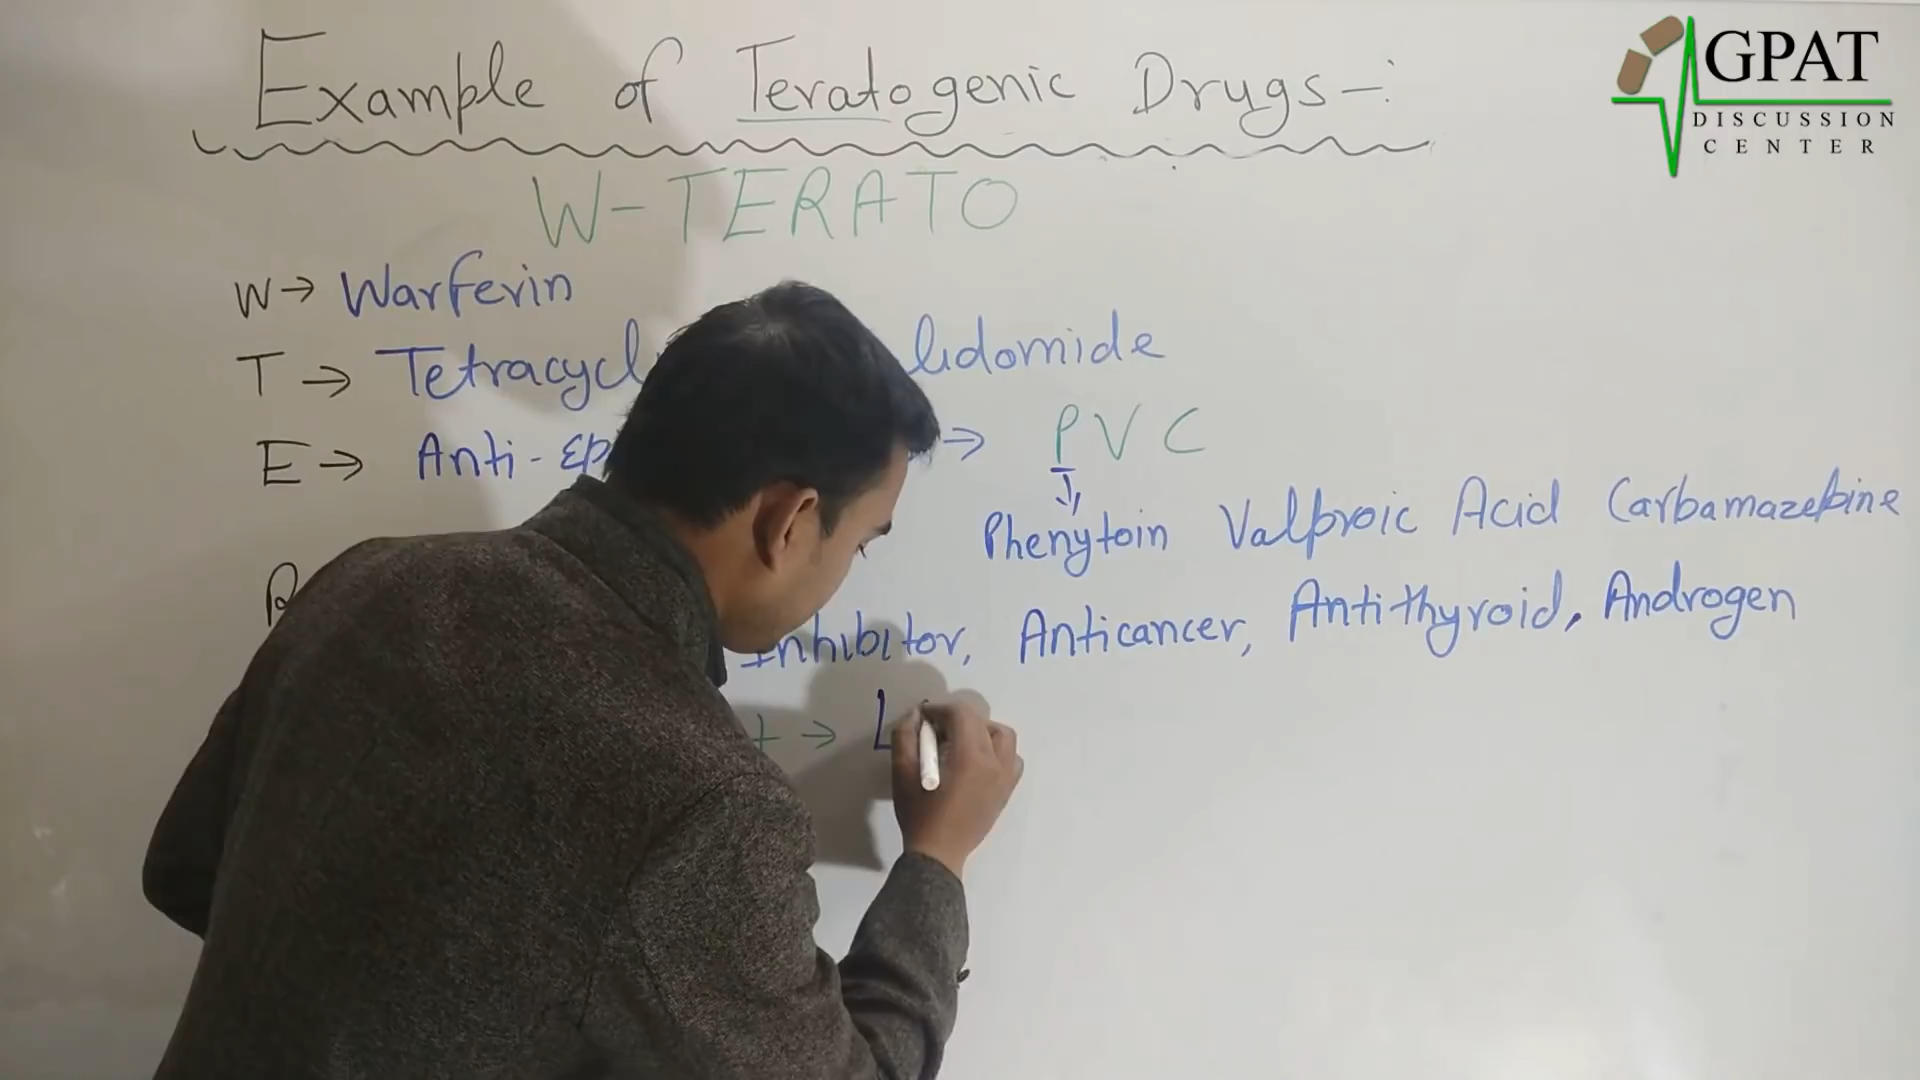 Example of Teratogenic Drugs-:
GPAT
DISCUSSION
CENTER
W-TERATO
W→ Warferin
T → Tetracycl lidomide
E→ Anti-Ep → PVC
Phenytoin Valproic Acid Carbamazepine
R Inhibitor, Anticancer, Antithyroid, Androgen
t → L